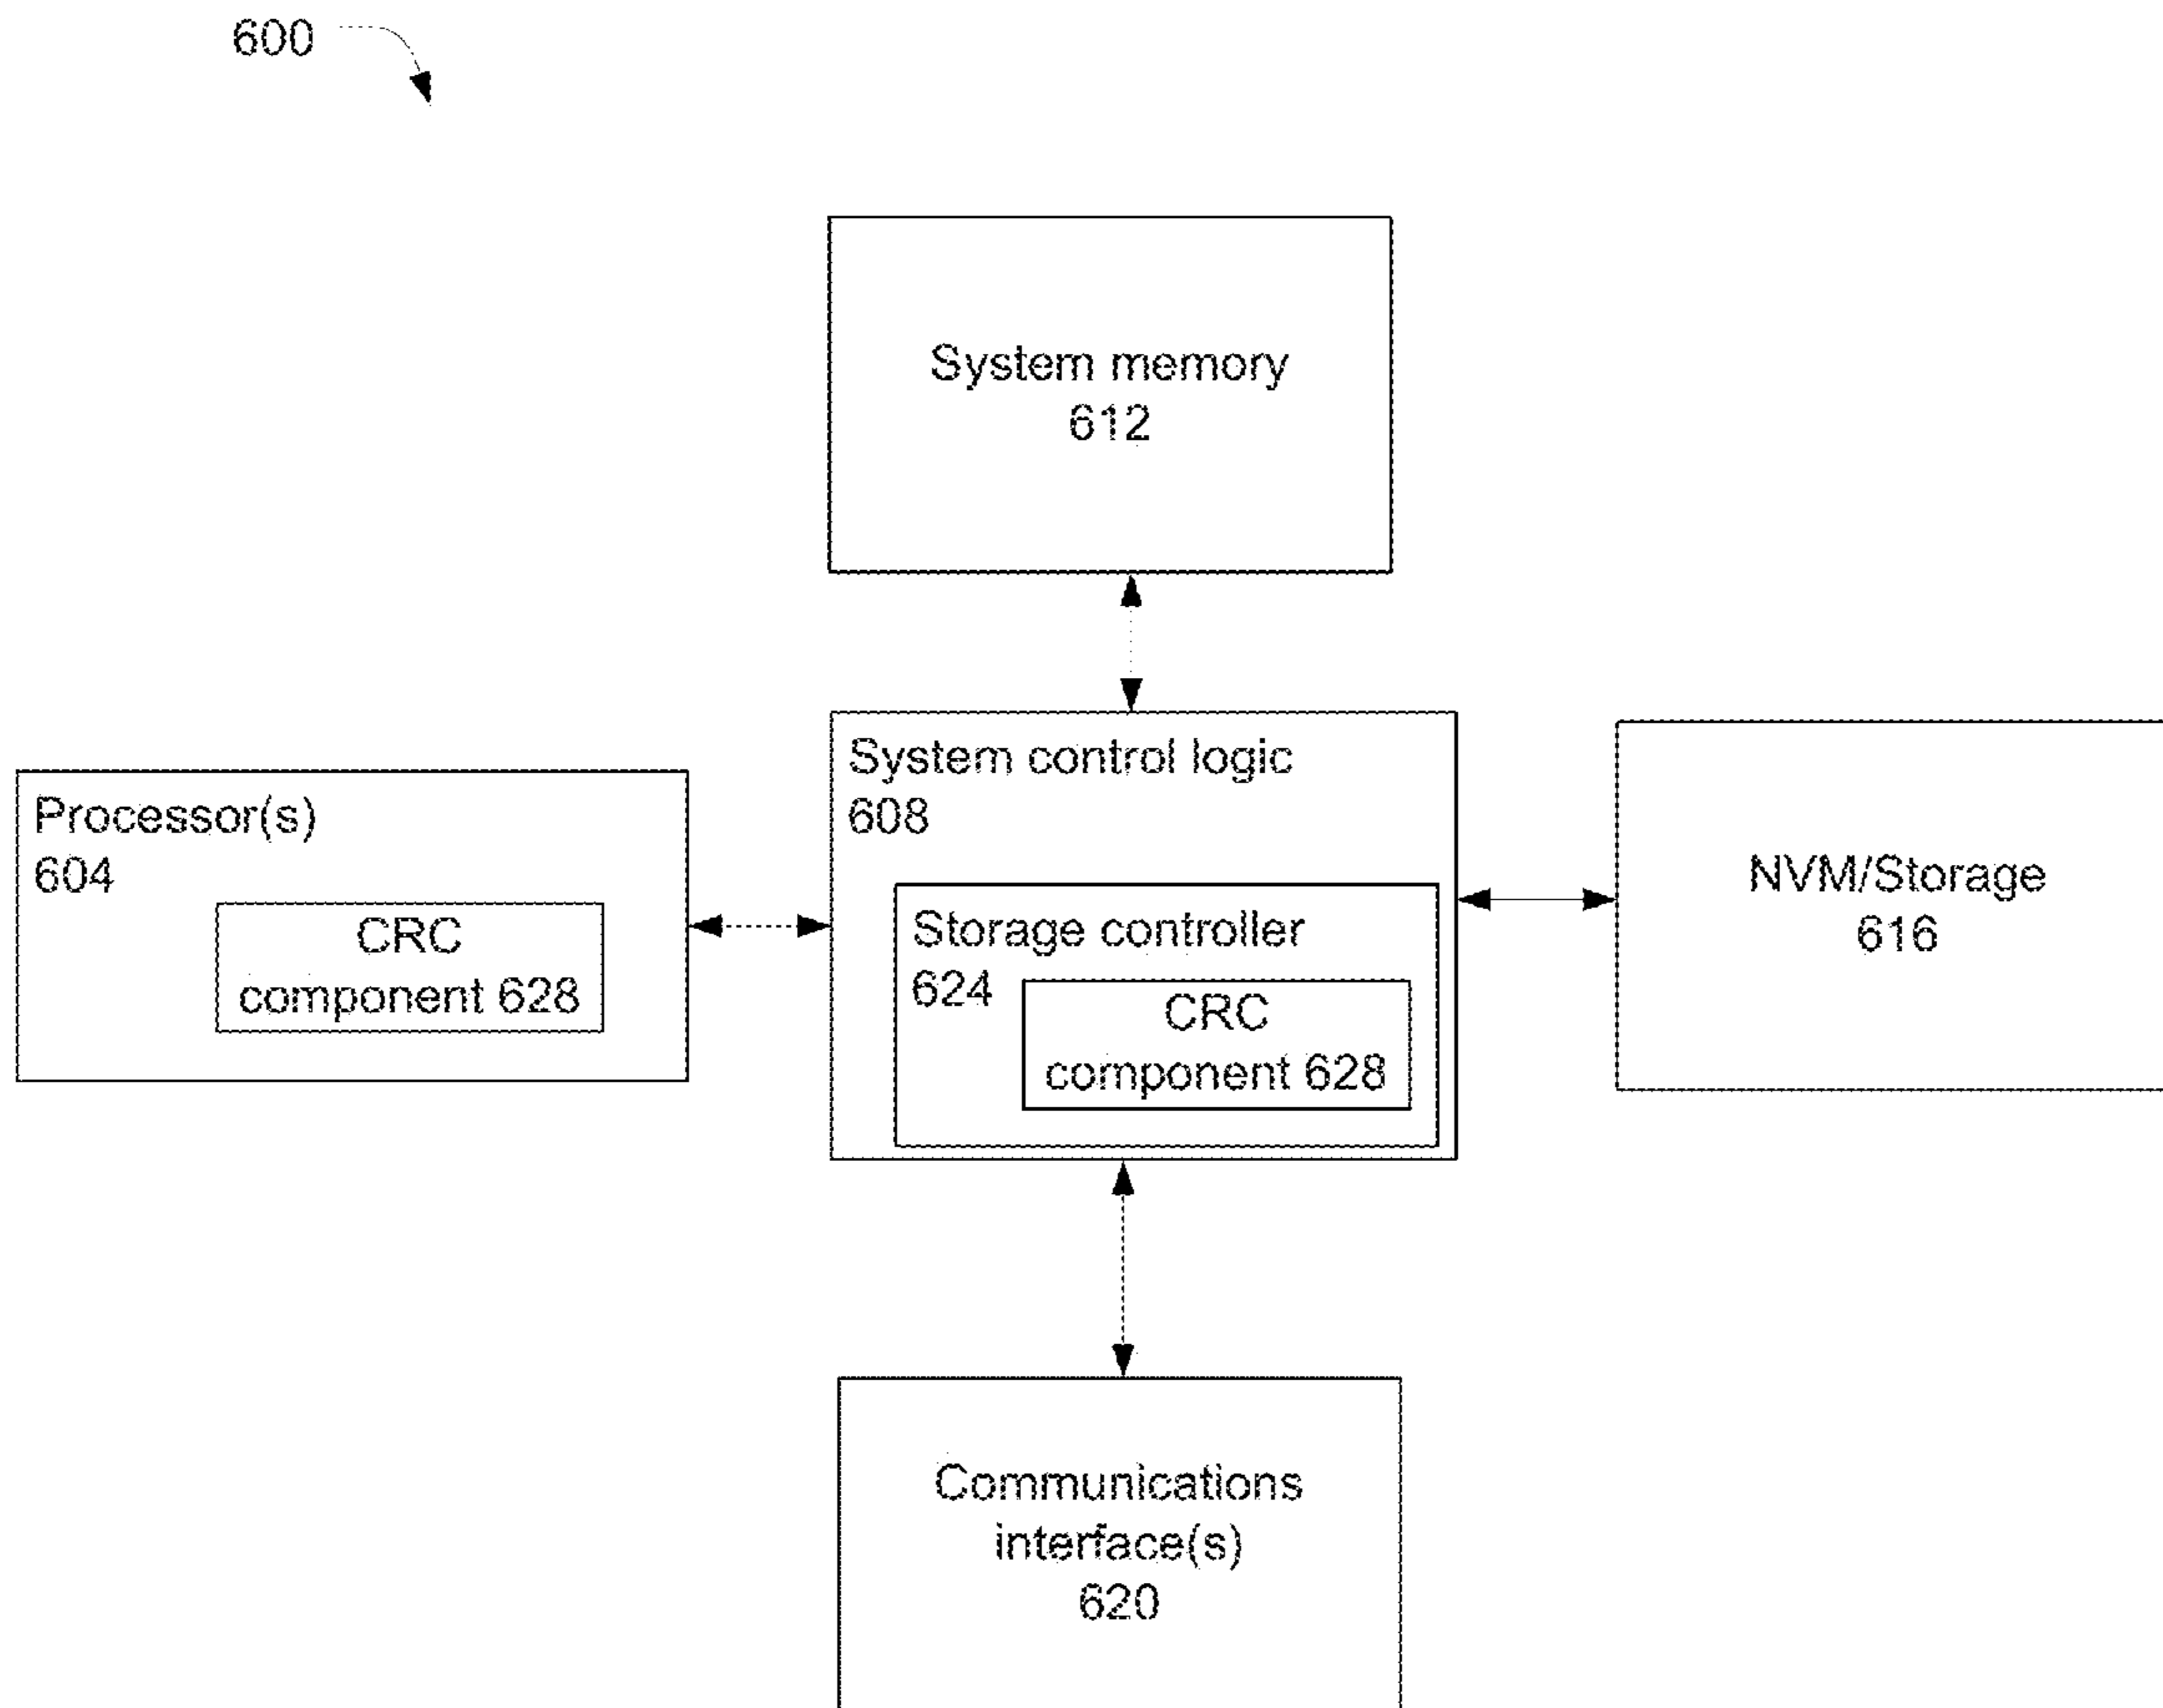 600
System memory
612
System control logic
608
Processor(s)
604
CRC
component 628
Storage controller
624
CRC
component 628
NVM/Storage
616
Communications
interface(s)
620